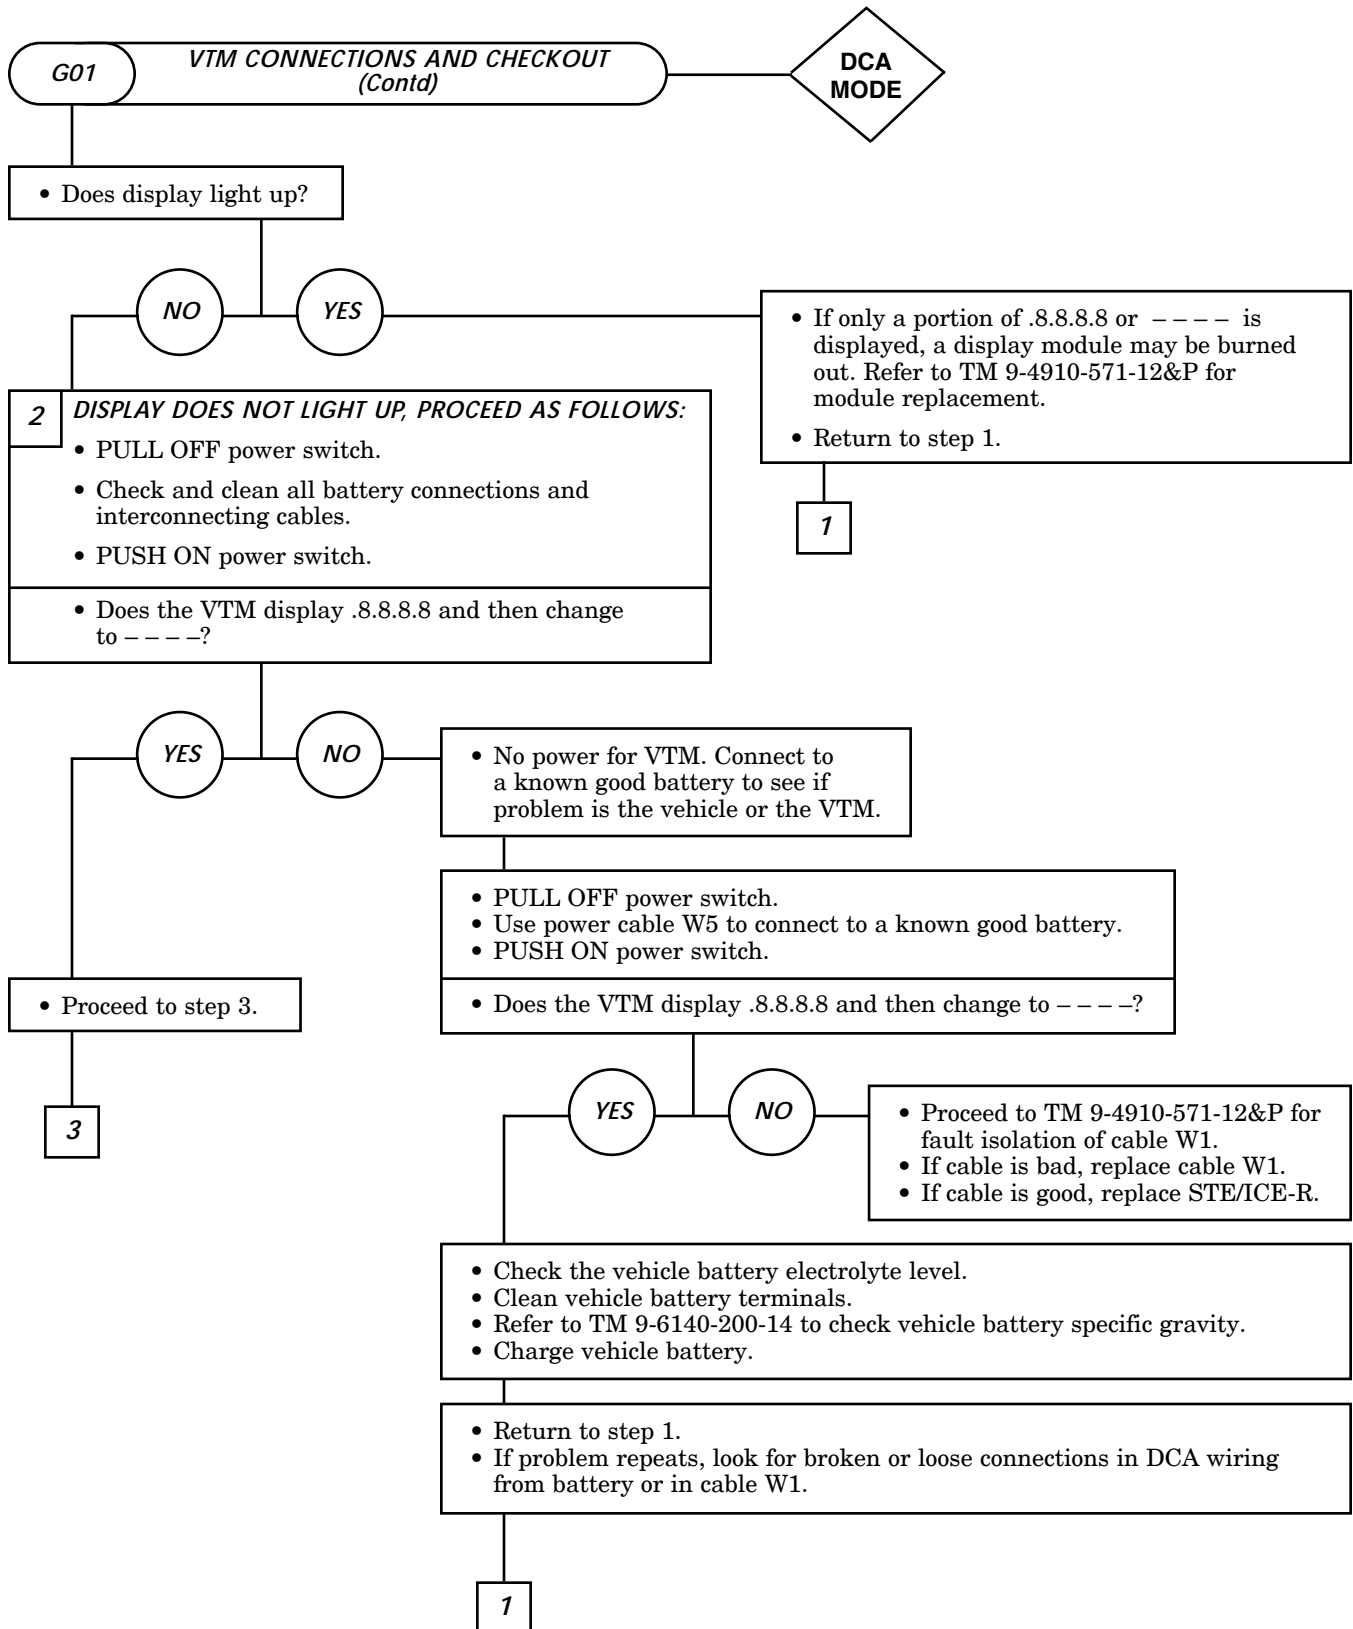 G01
VTM CONNECTIONS AND CHECKOUT
(Contd)
DCA
MODE
• Does display light up?
NO
YES
• If only a portion of .8.8.8.8 or – – – – is
displayed, a display module may be burned
out. Refer to TM 9-4910-571-12&P for
module replacement.
• Return to step 1.
1
2
DISPLAY DOES NOT LIGHT UP, PROCEED AS FOLLOWS:
• PULL OFF power switch.
• Check and clean all battery connections and
interconnecting cables.
• PUSH ON power switch.
• Does the VTM display .8.8.8.8 and then change
to – – – –?
YES
NO
• No power for VTM. Connect to
a known good battery to see if
problem is the vehicle or the VTM.
• PULL OFF power switch.
• Use power cable W5 to connect to a known good battery.
• PUSH ON power switch.
• Does the VTM display .8.8.8.8 and then change to – – – –?
• Proceed to step 3.
3
YES
NO
• Proceed to TM 9-4910-571-12&P for
fault isolation of cable W1.
• If cable is bad, replace cable W1.
• If cable is good, replace STE/ICE-R.
• Check the vehicle battery electrolyte level.
• Clean vehicle battery terminals.
• Refer to TM 9-6140-200-14 to check vehicle battery specific gravity.
• Charge vehicle battery.
• Return to step 1.
• If problem repeats, look for broken or loose connections in DCA wiring
from battery or in cable W1.
1